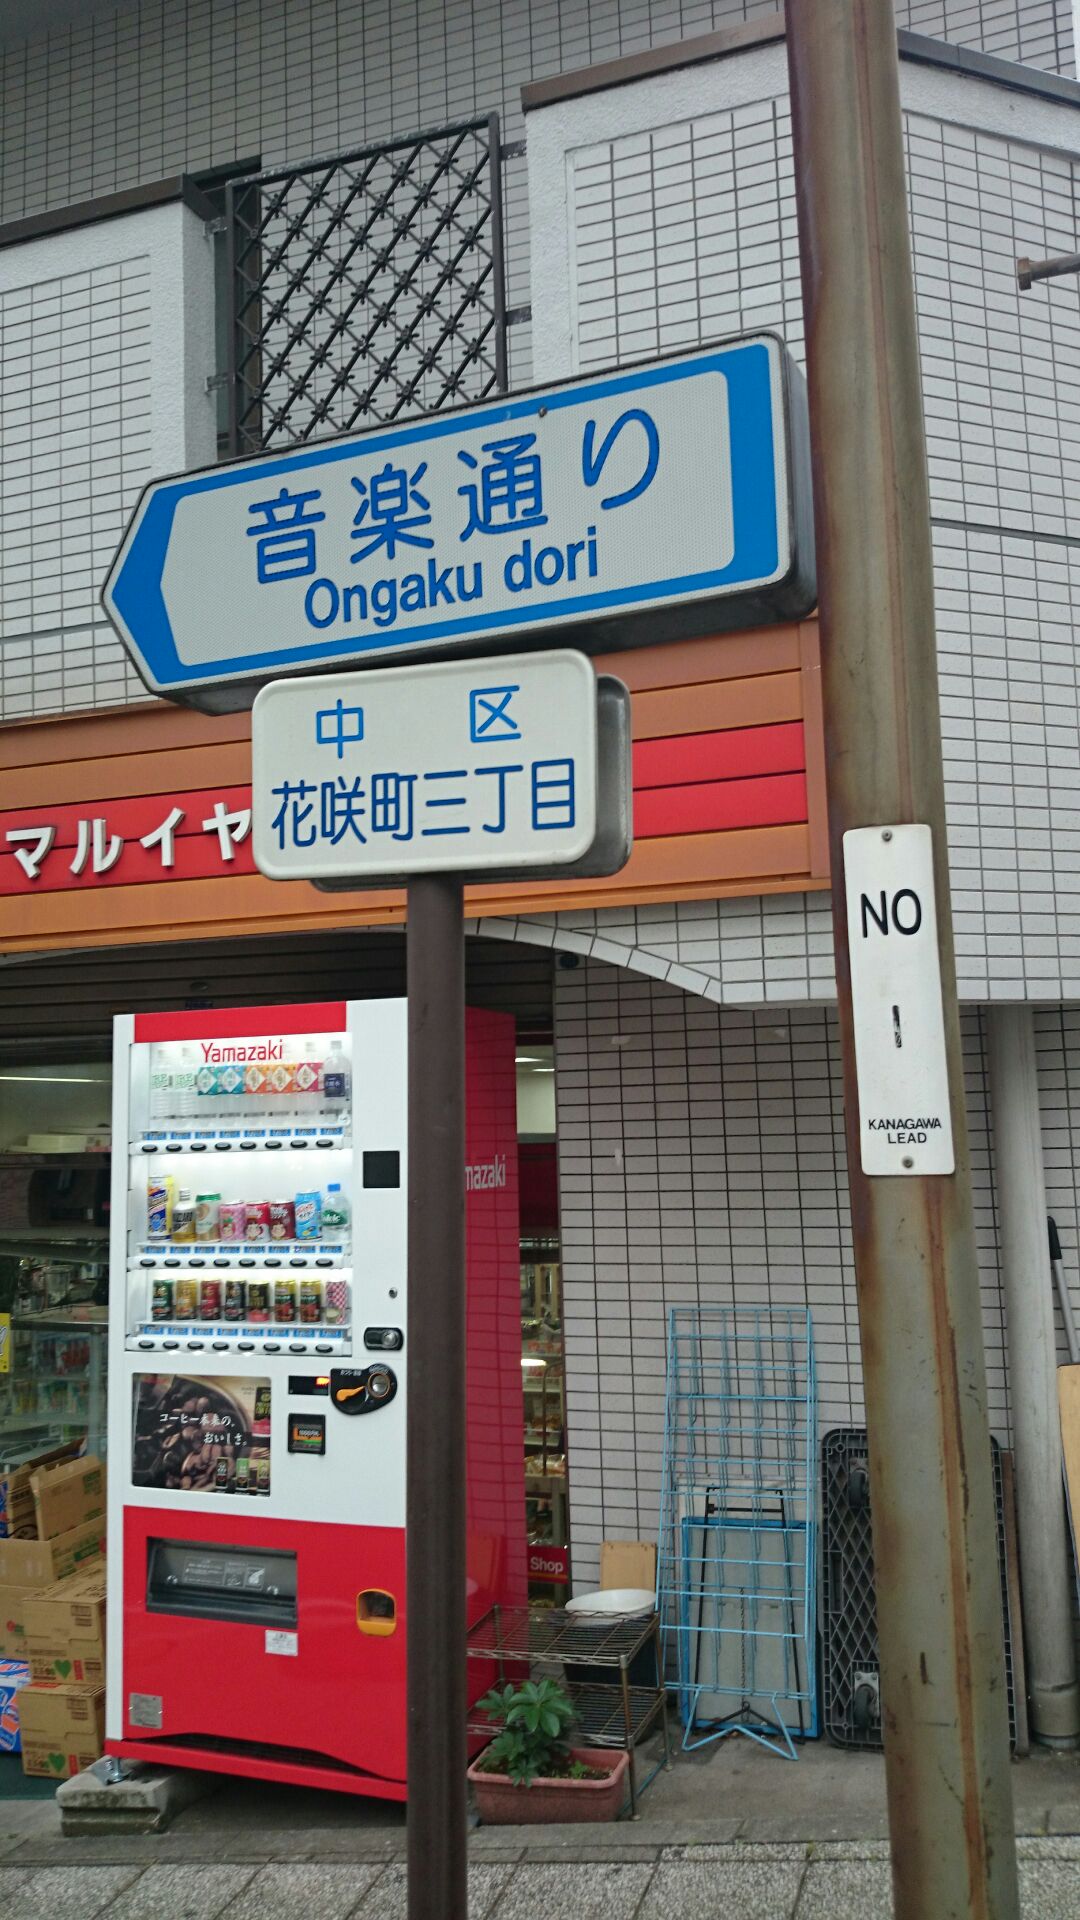 音楽通り
Ongaku dori
中区
花咲町三丁目
マルイヤ
NO
1
KANAGAWA
LEAD
Yamazaki
mazaki
コーヒー本来の、
おいしさ。
Shop